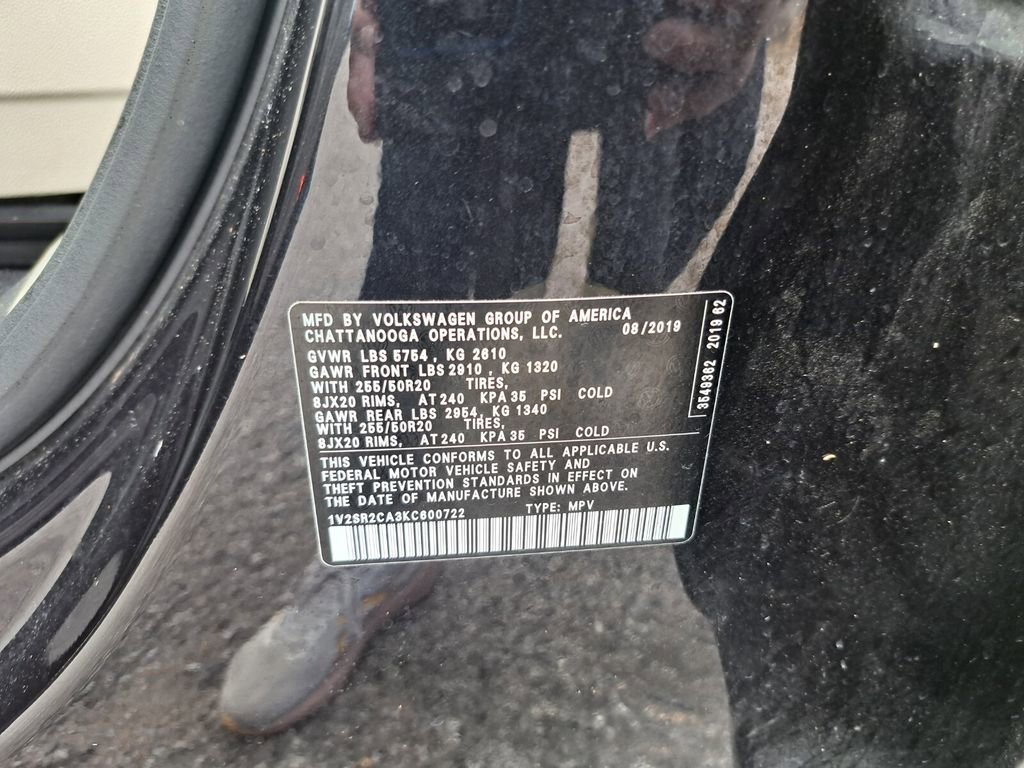 MFD BY VOLKSWAGEN GROUP OF AMERICA
CHATTANOOGA OPERATIONS, LLC. 08/2019
GVWR LBS 5754 , KG 2610
GAWR FRONT LBS 2910 , KG 1320
WITH 255/50R20 TIRES,
8JX20 RIMS, AT 240 KPA 35 PSI COLD
GAWR REAR LBS 2954, KG 1340
WITH 255/50R20 TIRES,
8JX20 RIMS, AT 240 KPA 35 PSI COLD
THIS VEHICLE CONFORMS TO ALL APPLICABLE U.S.
FEDERAL MOTOR VEHICLE SAFETY AND
THEFT PREVENTION STANDARDS IN EFFECT ON
THE DATE OF MANUFACTURE SHOWN ABOVE.
1V2SR2CA3KC600722 TYPE: MPV
3549362 2019 62